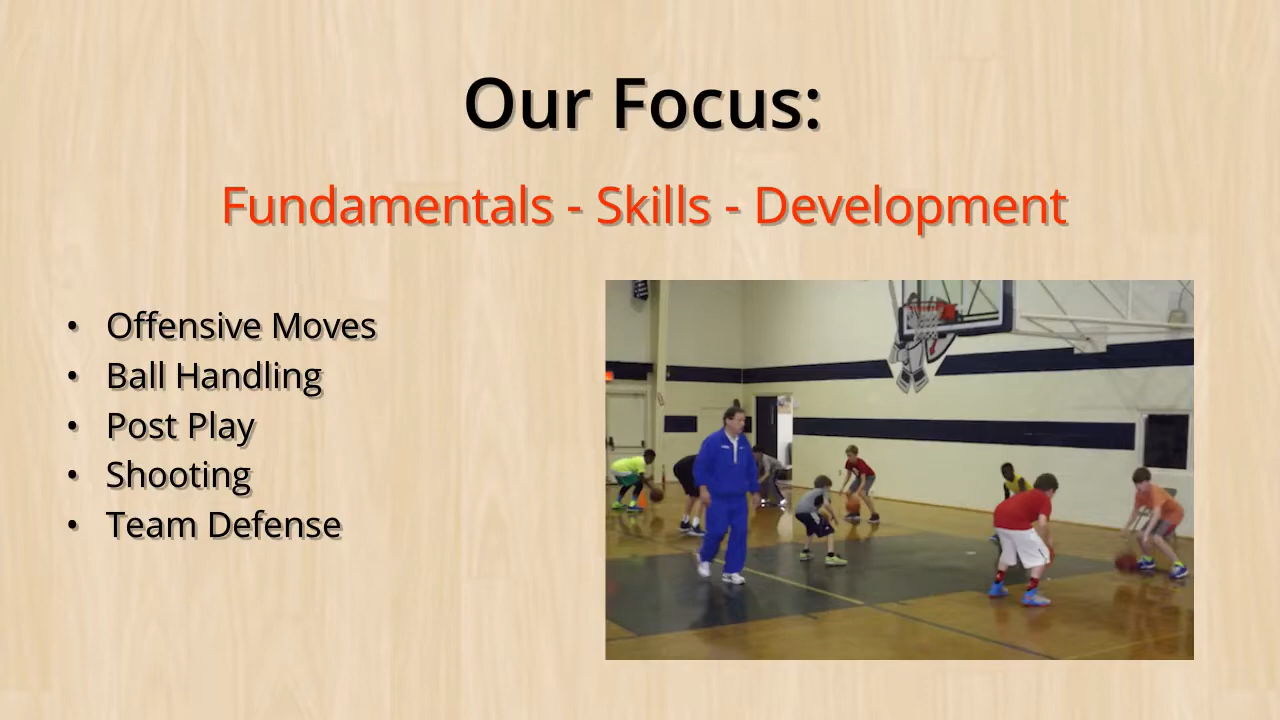 Our Focus:
Fundamentals - Skills - Development
• Offensive Moves
• Ball Handling
• Post Play
• Shooting
• Team Defense